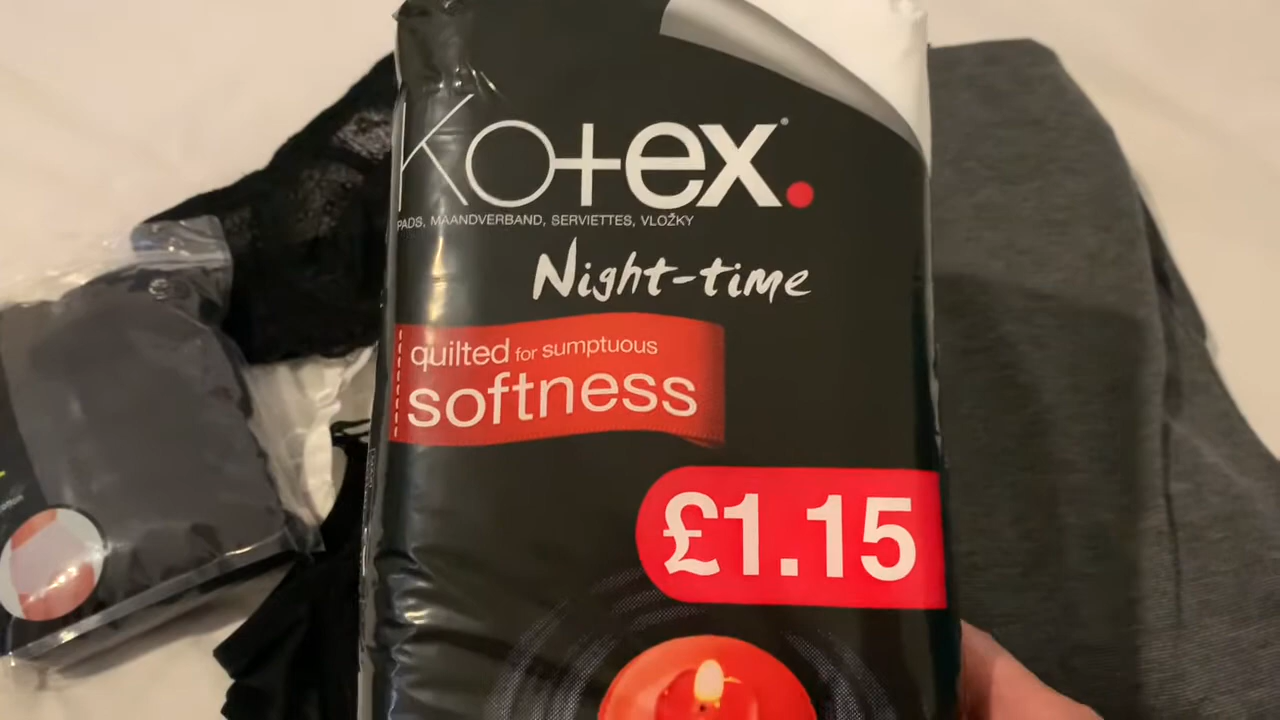 Kotex®
PADS, MAANDVERBAND, SERVIETTES, VLOŽKY
Night-time
quilted for sumptuous
softness
£1.15